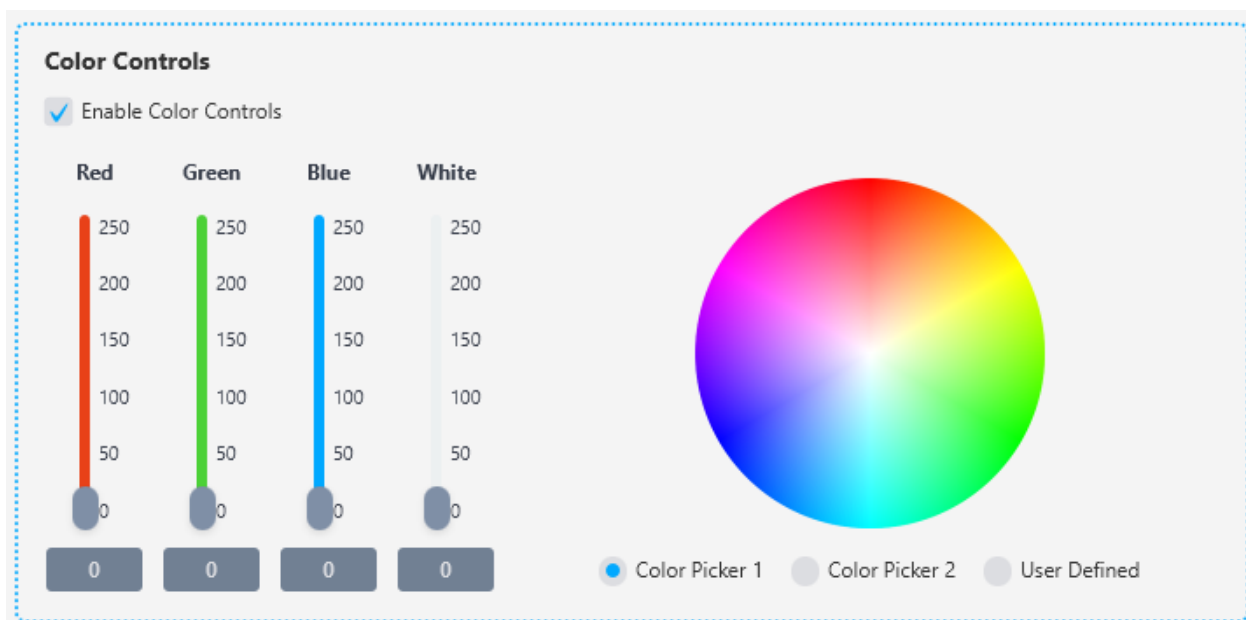 Color Controls
Enable Color Controls
Red Green Blue White
250 250 250 250
200 200 200 200
150 150 150 150
100 100 100 100
50 50 50 50
0 0 0 0
0 0 0 0
Color Picker 1 Color Picker 2 User Defined